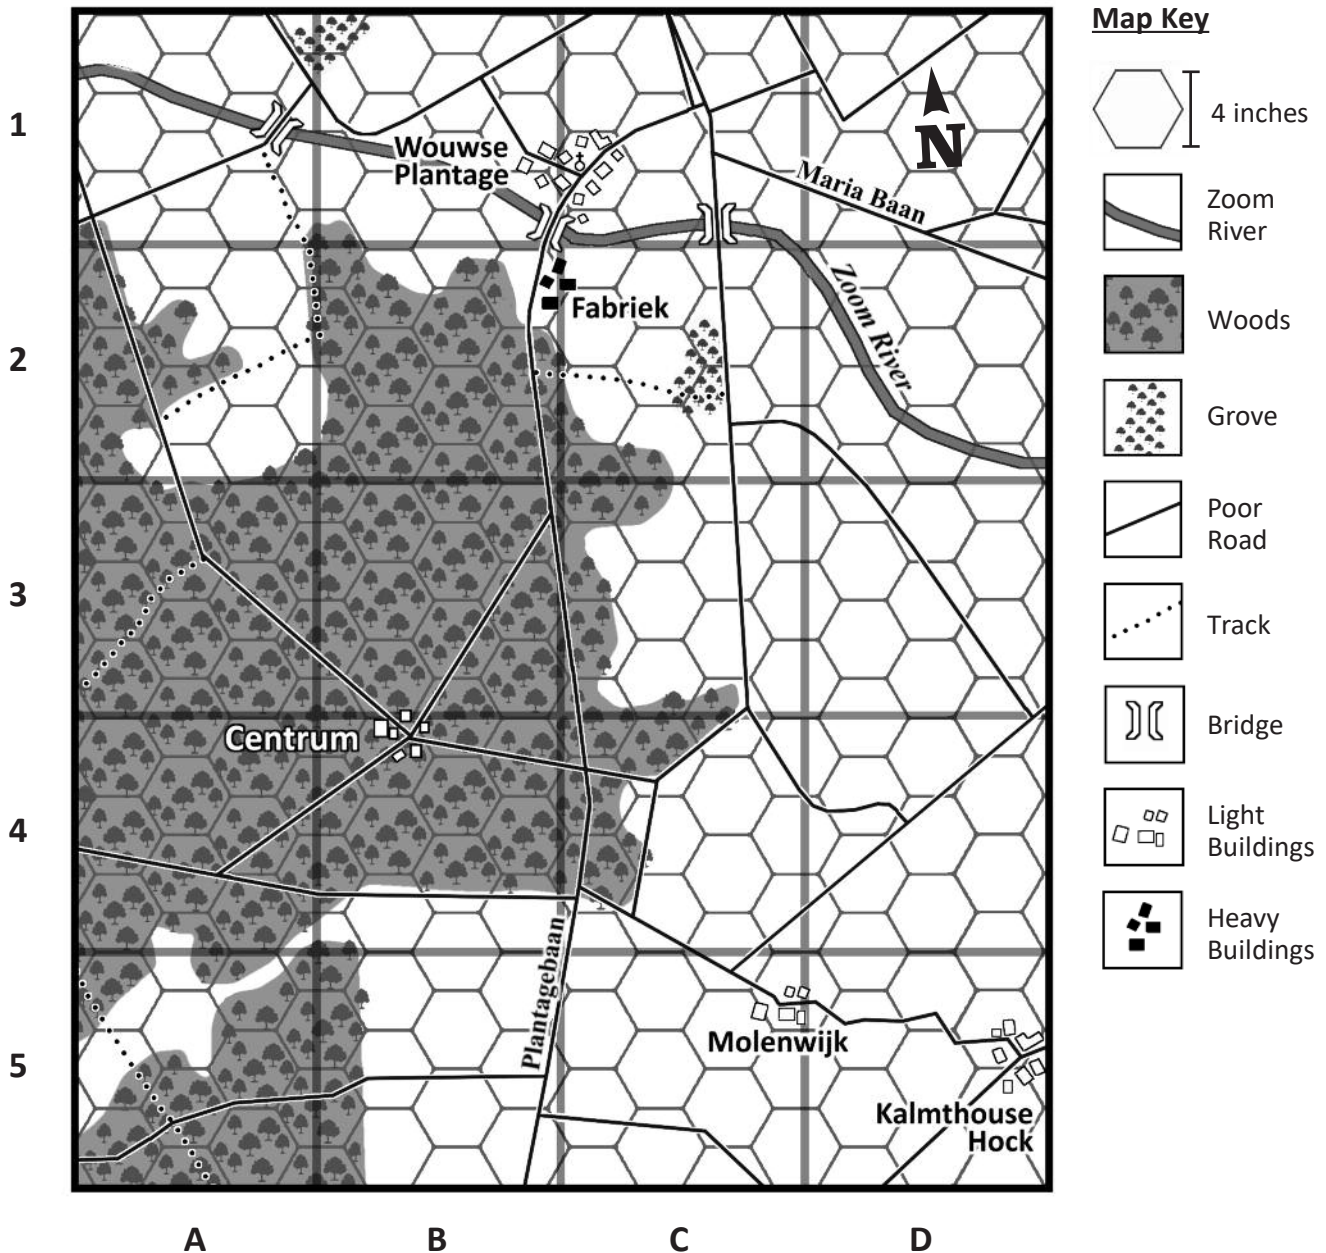 Map Key
4 inches
Zoom
River
Woods
Grove
Poor
Road
Track
Bridge
Light
Buildings
Heavy
Buildings
1
2
3
4
5
A
B
C
D
N
Wouwse
Plantage
Maria Baan
Fabriek
Zoom River
Centrum
Plantagebaan
Molenwijk
Kalmthouse
Hock